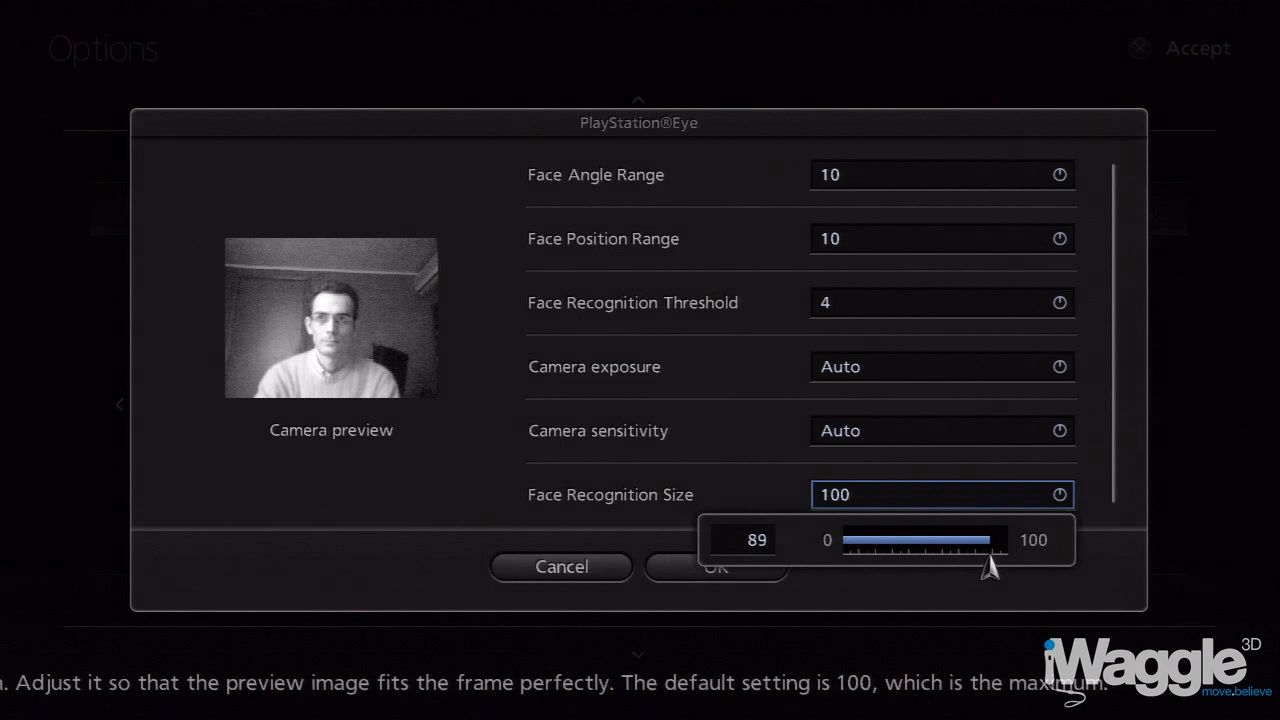 Options
Accept
PlayStation®Eye
Face Angle Range 10
Face Position Range 10
Face Recognition Threshold 4
Camera exposure Auto
Camera sensitivity Auto
Face Recognition Size 100
Camera preview
89 0 100
Cancel OK
. Adjust it so that the preview image fits the frame perfectly. The default setting is 100, which is the maximum.
iWaggle3D
move.believe